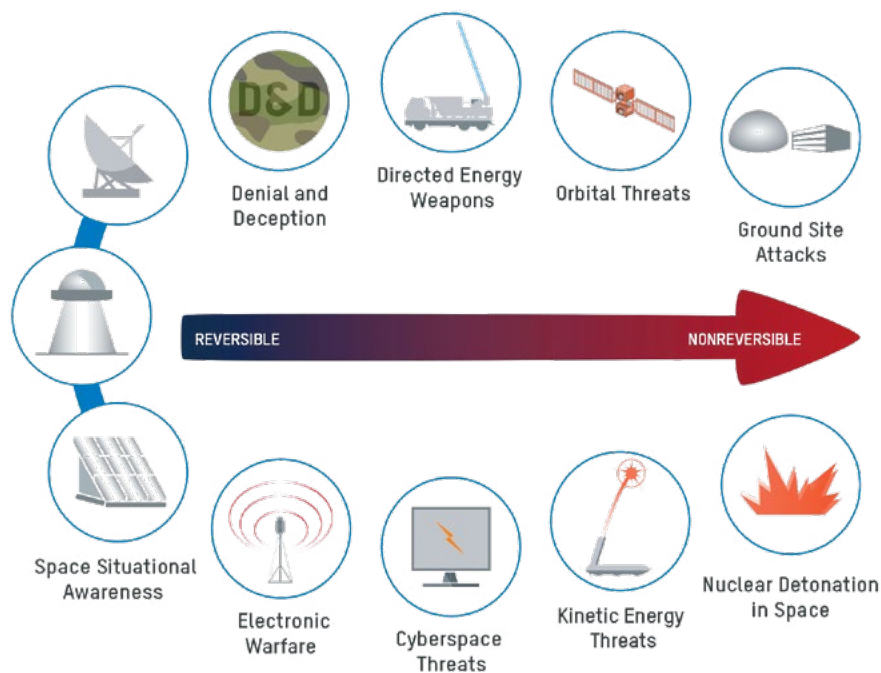 D&D
Denial and
Deception
Directed Energy
Weapons
Orbital Threats
Ground Site
Attacks
REVERSIBLE
NONREVERSIBLE
Space Situational
Awareness
Electronic
Warfare
Cyberspace
Threats
Kinetic Energy
Threats
Nuclear Detonation
in Space